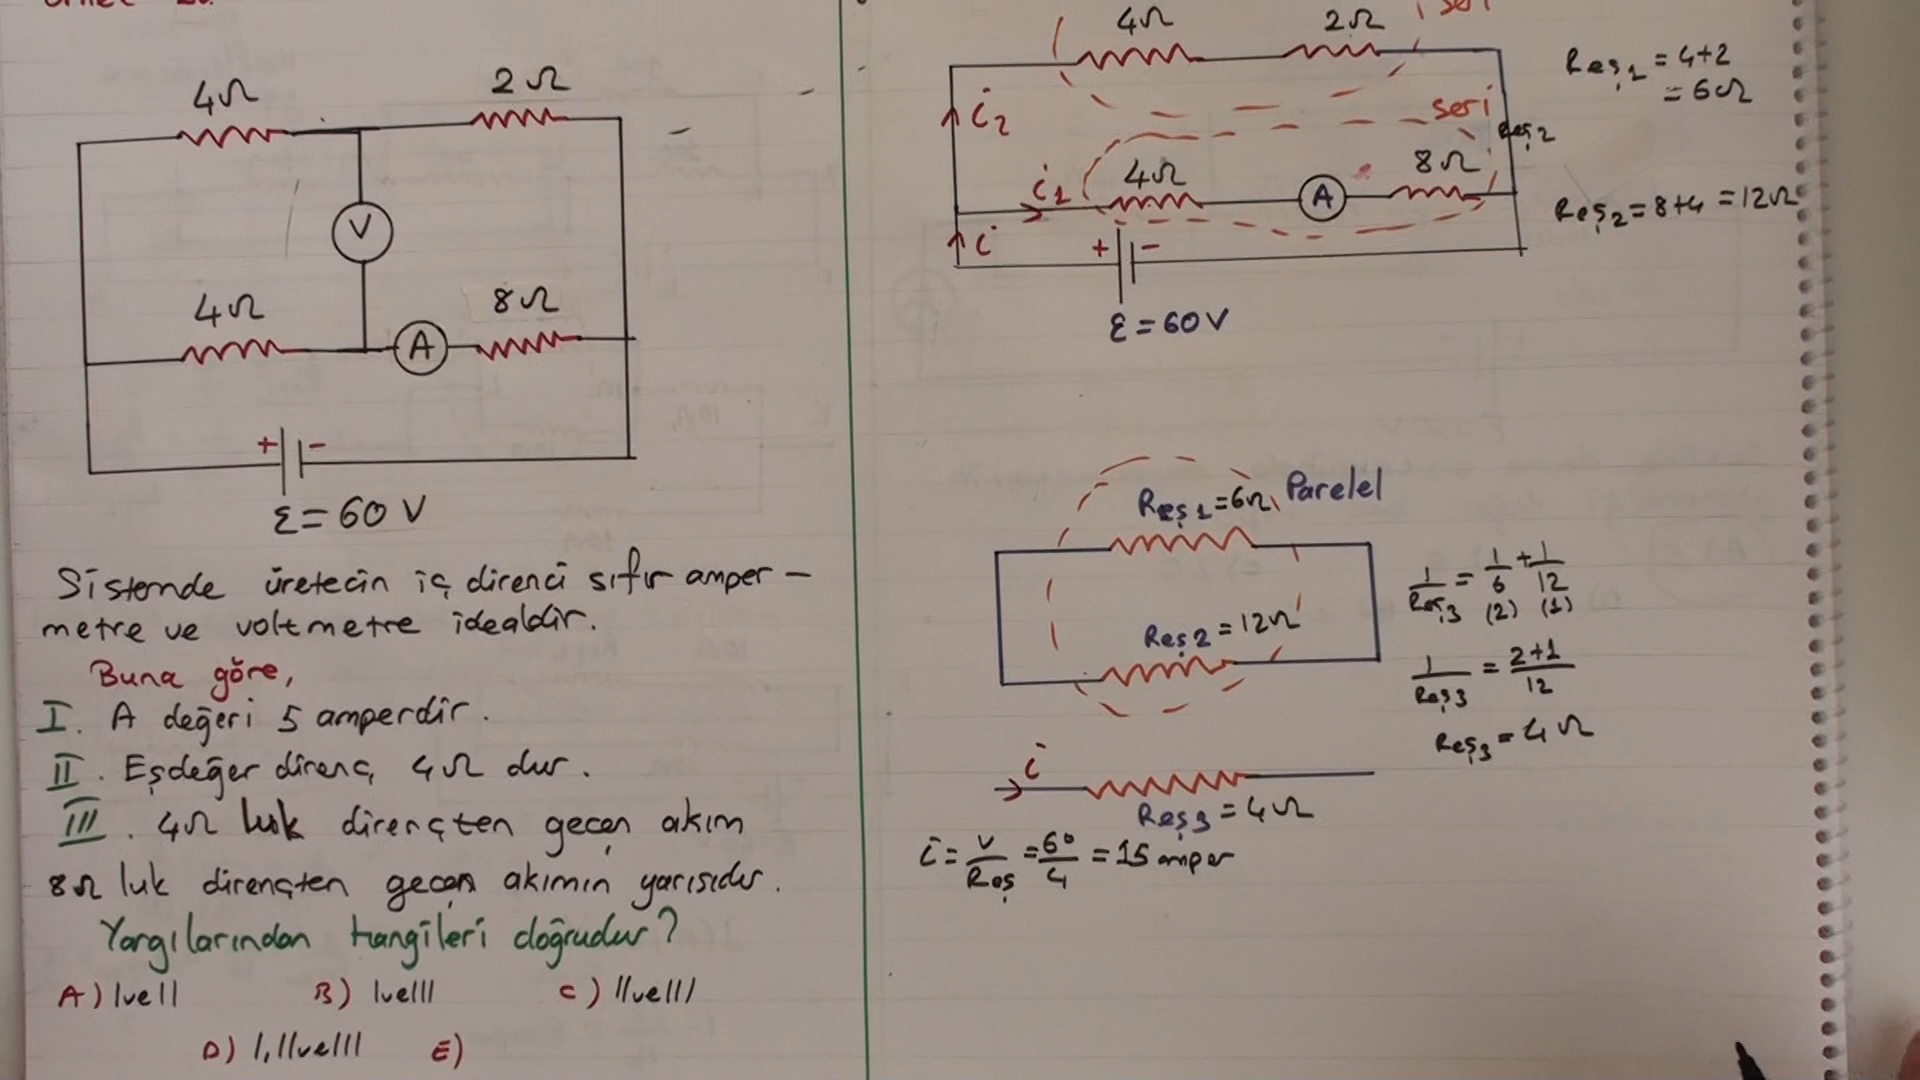 4Ω
2Ω
V
4Ω
8Ω
A
+ -
Ɛ = 60 V
Sistemde üretecin iç direnci sıfır amper -
metre ve voltmetre idealdir.
Buna göre,
I. A değeri 5 amperdir.
II. Eşdeğer direnç 4Ω dur.
III. 4Ω luk dirençten geçen akım
8Ω luk dirençten geçen akımın yarısıdır.
Yargılarından hangileri doğrudur?
A) I ve II
B) I ve III
C) II ve III
D) I, II ve III
E)
4Ω
2Ω
seri
i₂
seri
Reş₂
i₁
4Ω
A
8Ω
i
+ -
Ɛ = 60 V
Reş₁ = 4+2
= 6Ω
Reş₂ = 8+4 = 12Ω
Reş₁ = 6Ω
Parelel
Reş₂ = 12Ω
1/Reş₃ = 1/6 + 1/12
(2) (1)
1/Reş₃ = 2+1/12
Reş₃ = 4Ω
i
Reş₃ = 4Ω
i = V/Reş = 60/4 = 15 amper